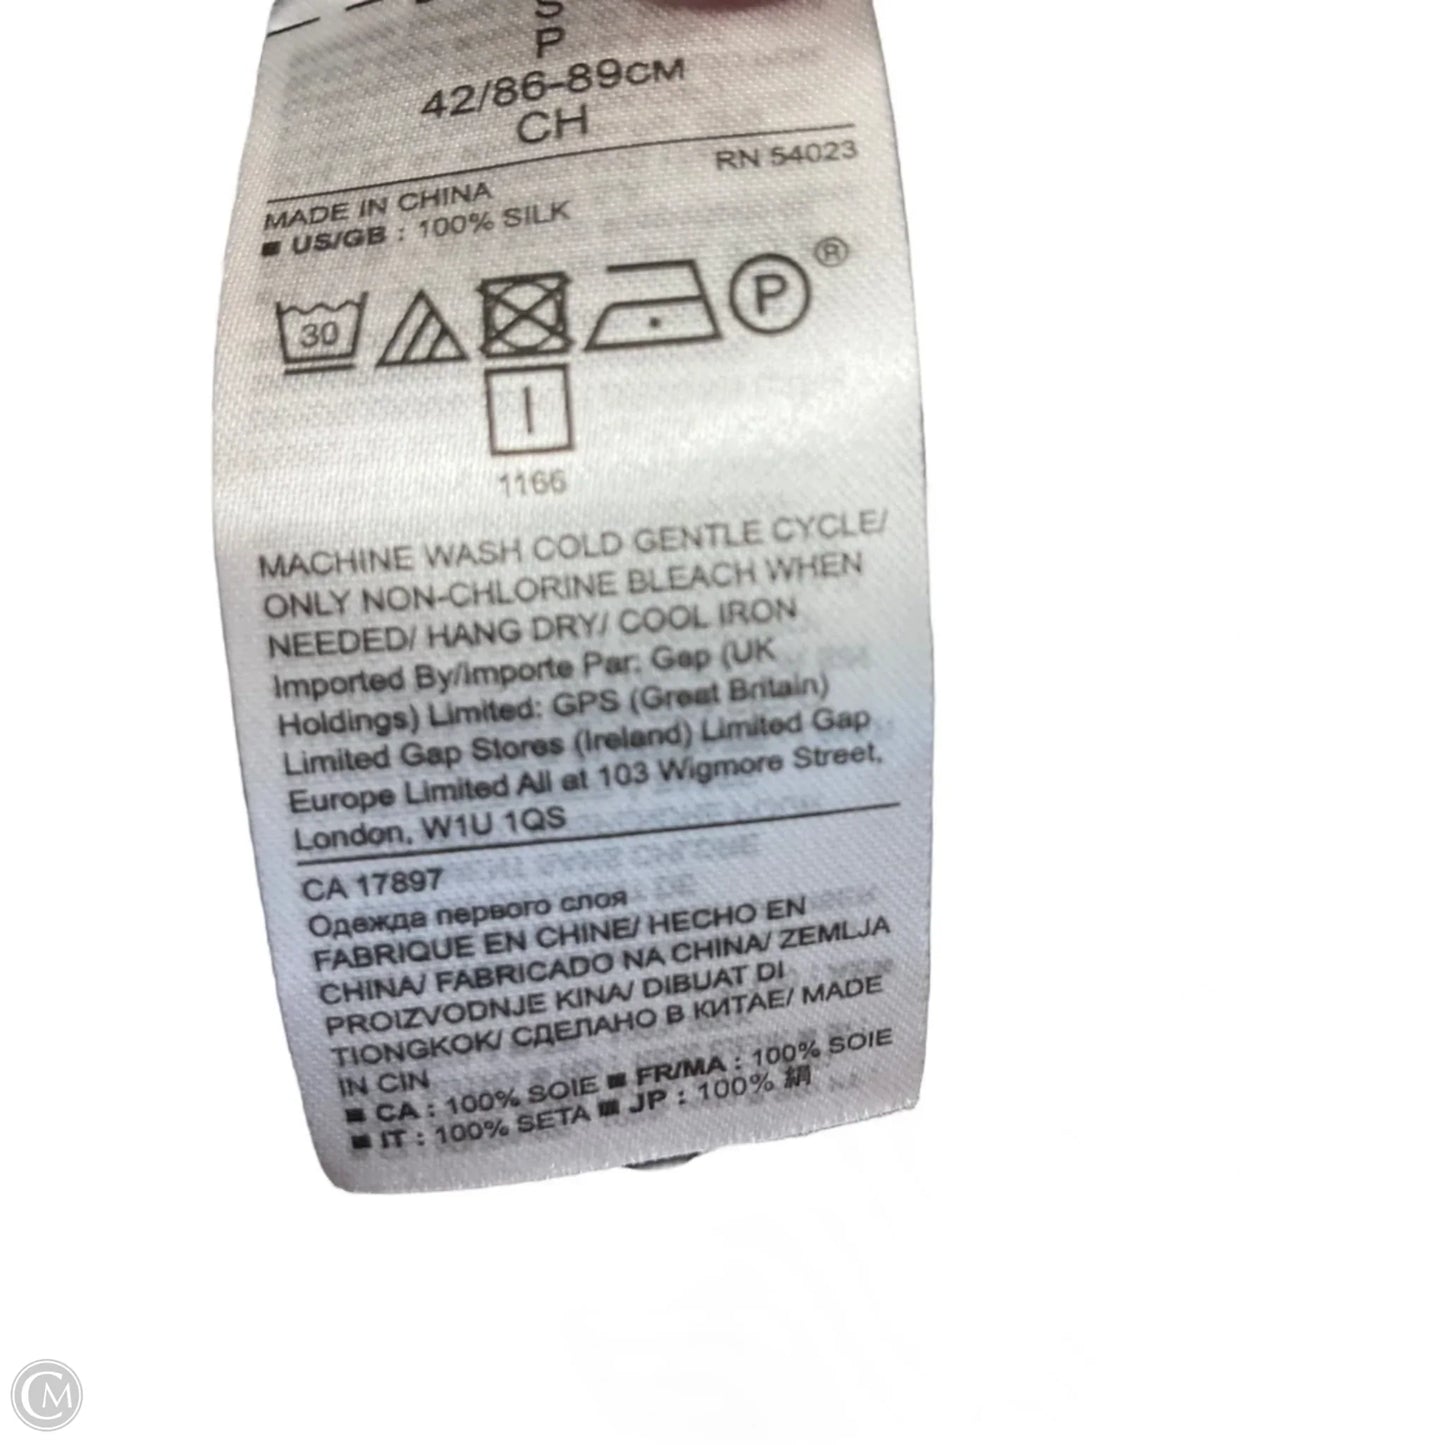 S
P
42/86-89CM
CH
RN 54023
MADE IN CHINA
■ US/GB : 100% SILK
30
P ®
1166
MACHINE WASH COLD GENTLE CYCLE/
ONLY NON-CHLORINE BLEACH WHEN
NEEDED/ HANG DRY/ COOL IRON
Imported By/Importe Par: Gap (UK
Holdings) Limited: GPS (Great Britain)
Limited Gap Stores (Ireland) Limited Gap
Europe Limited All at 103 Wigmore Street,
London, W1U 1QS
CA 17897
Одежда первого слоя
FABRIQUE EN CHINE/ HECHO EN
CHINA/ FABRICADO NA CHINA/ ZEMLJA
PROIZVODNJE KINA/ DIBUAT DI
TIONGKOK/ СДЕЛАНО В КИТАЕ/ MADE
IN CIN
■ CA : 100% SOIE ■ FR/MA : 100% SOIE
■ IT : 100% SETA ■ JP : 100% 絹
CM